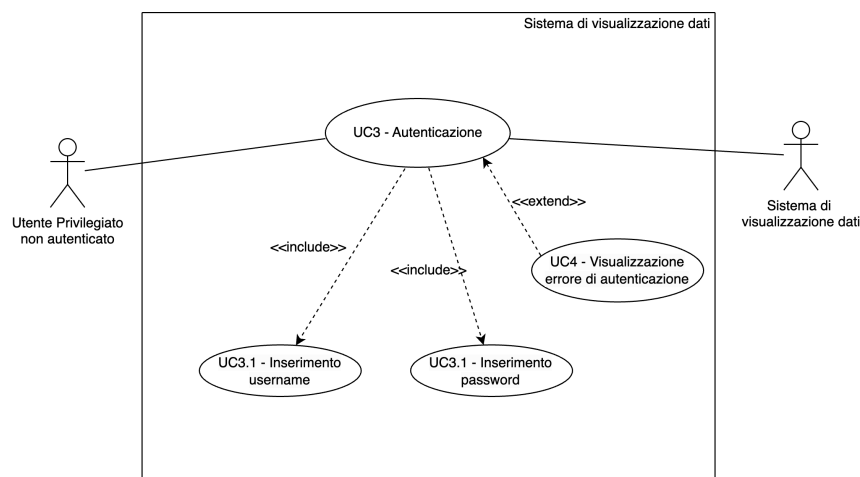 Sistema di visualizzazione dati
UC3 - Autenticazione
Utente Privilegiato
non autenticato
Sistema di
visualizzazione dati
<<extend>>
<<include>>
<<include>>
UC4 - Visualizzazione
errore di autenticazione
UC3.1 - Inserimento
username
UC3.1 - Inserimento
password